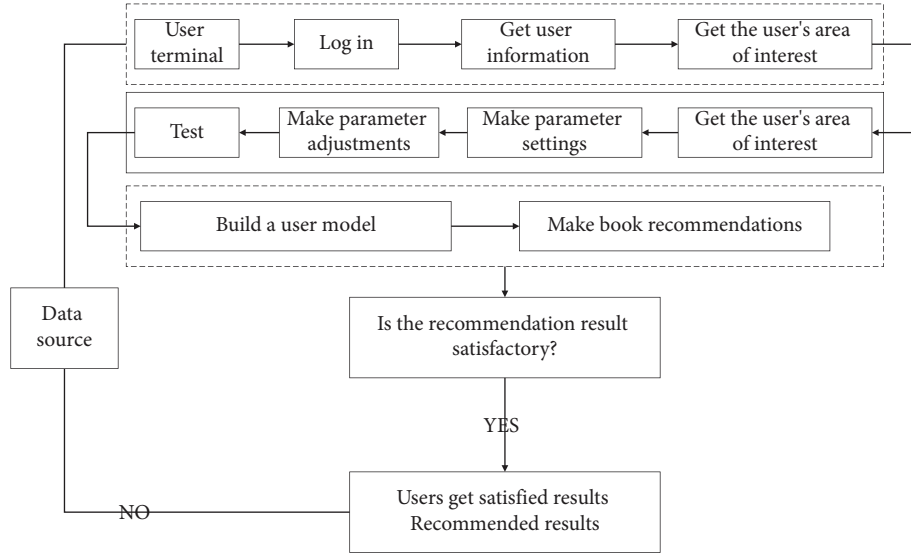 User
terminal
Log in
Get user
information
Get the user's area
of interest
Test
Make parameter
adjustments
Make parameter
settings
Get the user's area
of interest
Build a user model
Make book recommendations
Data
source
Is the recommendation result
satisfactory?
YES
Users get satisfied results
Recommended results
NO